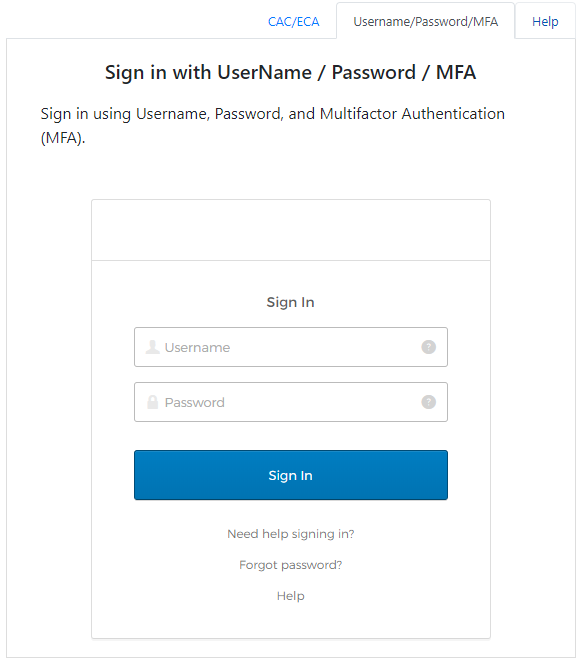 CAC/ECA Username/Password/MFA Help
Sign in with UserName / Password / MFA
Sign in using Username, Password, and Multifactor Authentication
(MFA).
Sign In
Username ?
Password ?
Sign In
Need help signing in?
Forgot password?
Help